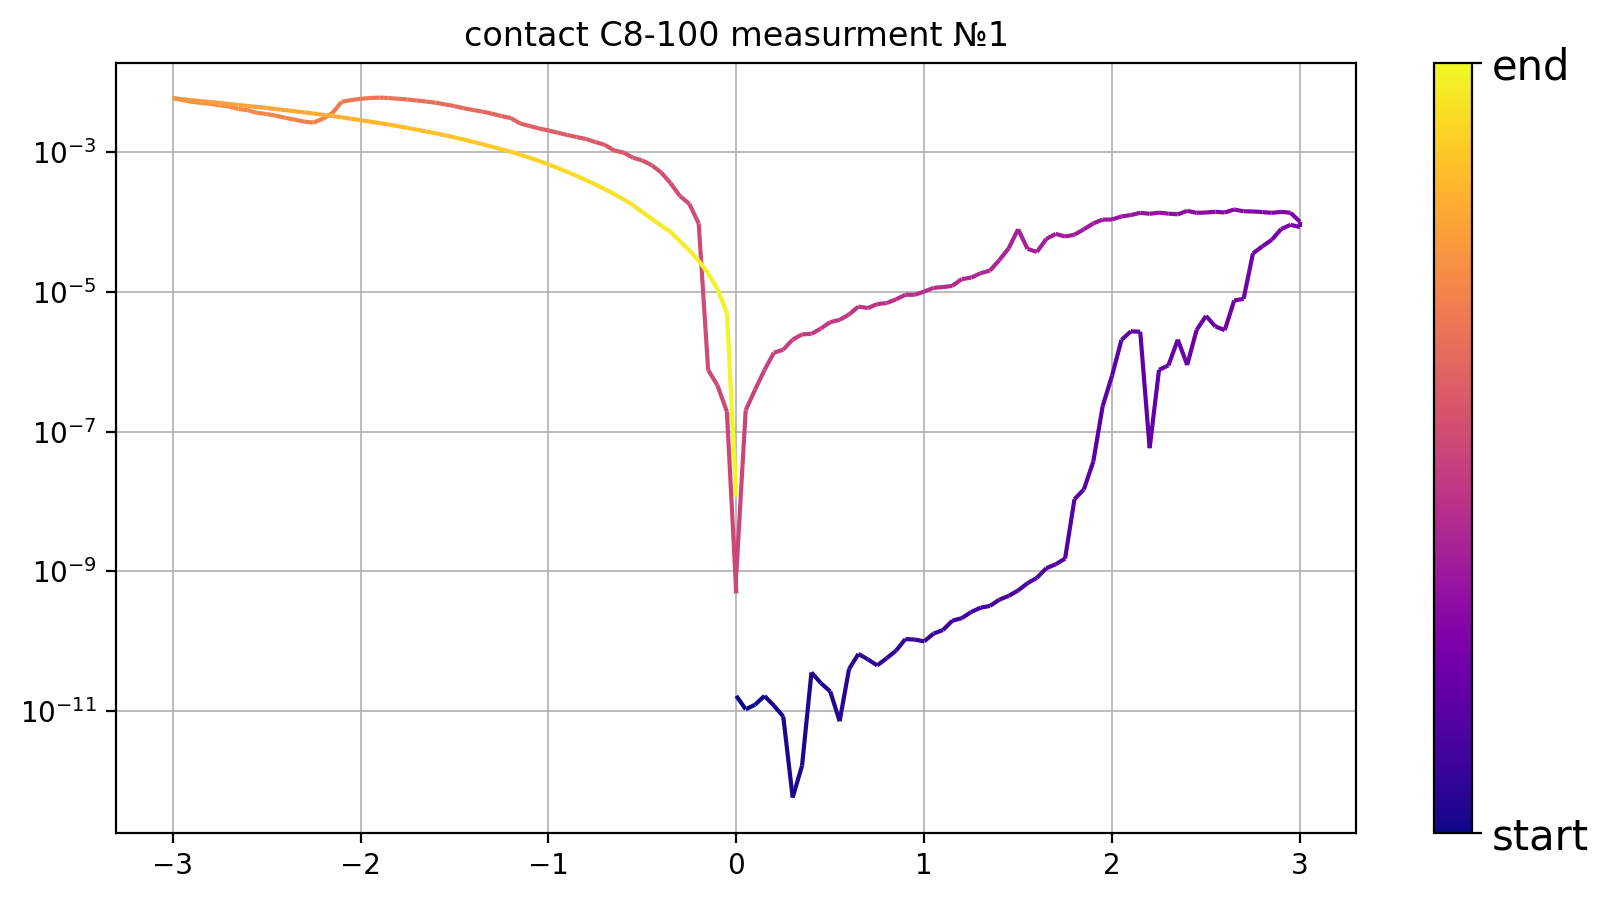 contact C8-100 measurment №1
10⁻³
10⁻⁵
10⁻⁷
10⁻⁹
10⁻¹¹
−3 −2 −1 0 1 2 3
end
start